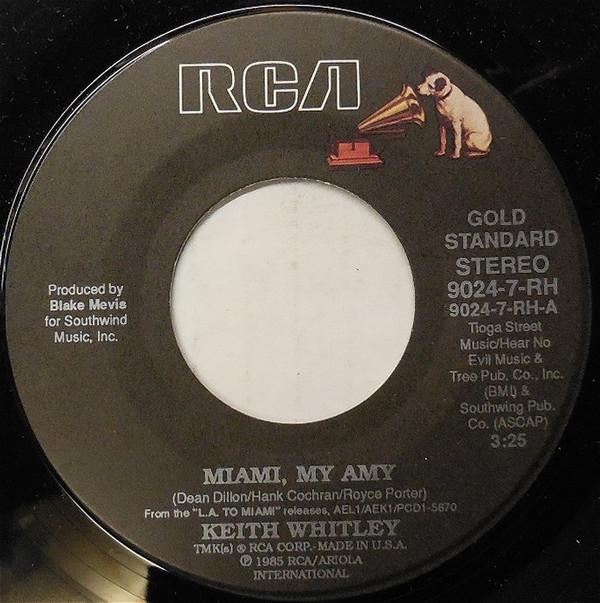 RCA
GOLD
STANDARD
STEREO
9024-7-RH
9024-7-RH-A
Tioga Street
Music/Hear No
Evil Music &
Tree Pub. Co., Inc.
(BMI) &
Southwing Pub.
Co. (ASCAP)
3:25
Produced by
Blake Mevis
for Southwind
Music, Inc.
MIAMI, MY AMY
(Dean Dillon/Hank Cochran/Royce Porter)
From the "L.A. TO MIAMI" releases, AEL1/AEK1/PCD1-5870
KEITH WHITLEY
TMK(s) ® RCA CORP.-MADE IN U.S.A.
℗ 1985 RCA/ARIOLA
INTERNATIONAL